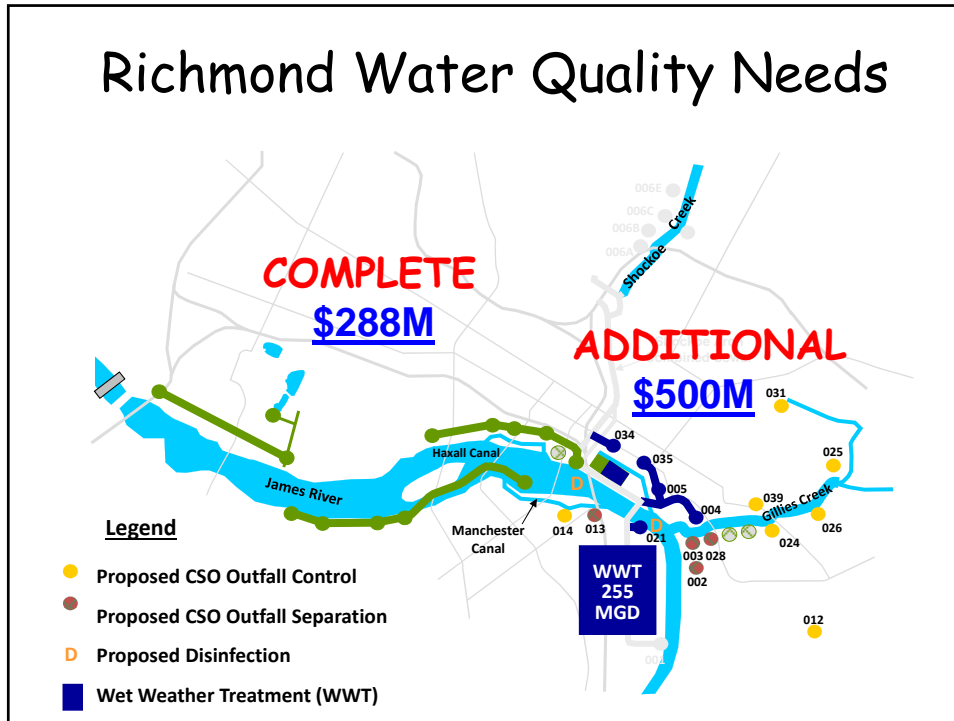 Richmond Water Quality Needs
COMPLETE
$288M
ADDITIONAL
$500M
006E
006C
006B
006A
Shockoe Creek
031
025
034
035
005
004
039
Gillies Creek
026
024
Haxall Canal
James River
D
D
Manchester
Canal
014
013
021
003
028
002
WWT
255
MGD
012
001
Legend
Proposed CSO Outfall Control
Proposed CSO Outfall Separation
D Proposed Disinfection
Wet Weather Treatment (WWT)